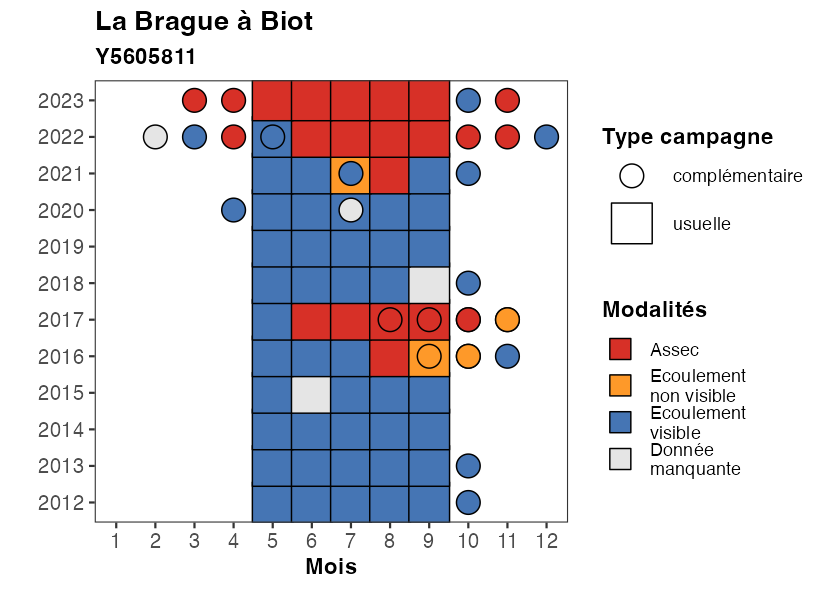 La Brague à Biot
Y5605811
2023
2022
2021
2020
2019
2018
2017
2016
2015
2014
2013
2012
1 2 3 4 5 6 7 8 9 10 11 12
Mois
Type campagne
complémentaire
usuelle
Modalités
Assec
Ecoulement
non visible
Ecoulement
visible
Donnée
manquante